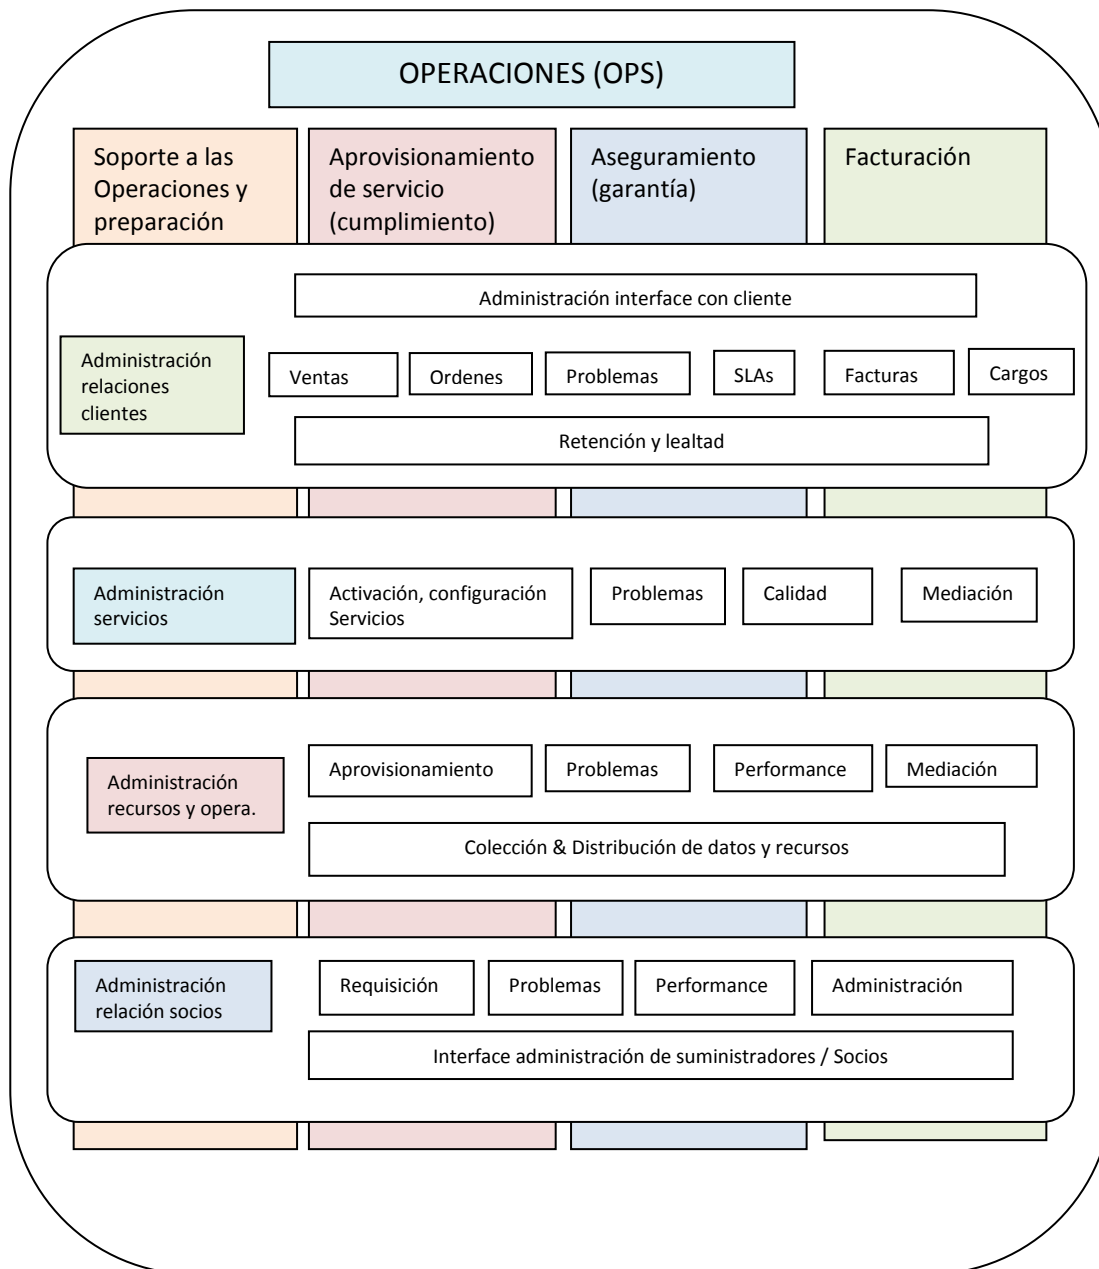 OPERACIONES (OPS)
Soporte a las
Operaciones y
preparación
Aprovisionamiento
de servicio
(cumplimiento)
Aseguramiento
(garantía)
Facturación
Administración interface con cliente
Administración
relaciones
clientes
Ventas
Ordenes
Problemas
SLAs
Facturas
Cargos
Retención y lealtad
Administración
servicios
Activación, configuración
Servicios
Problemas
Calidad
Mediación
Administración
recursos y opera.
Aprovisionamiento
Problemas
Performance
Mediación
Colección & Distribución de datos y recursos
Administración
relación socios
Requisición
Problemas
Performance
Administración
Interface administración de suministradores / Socios